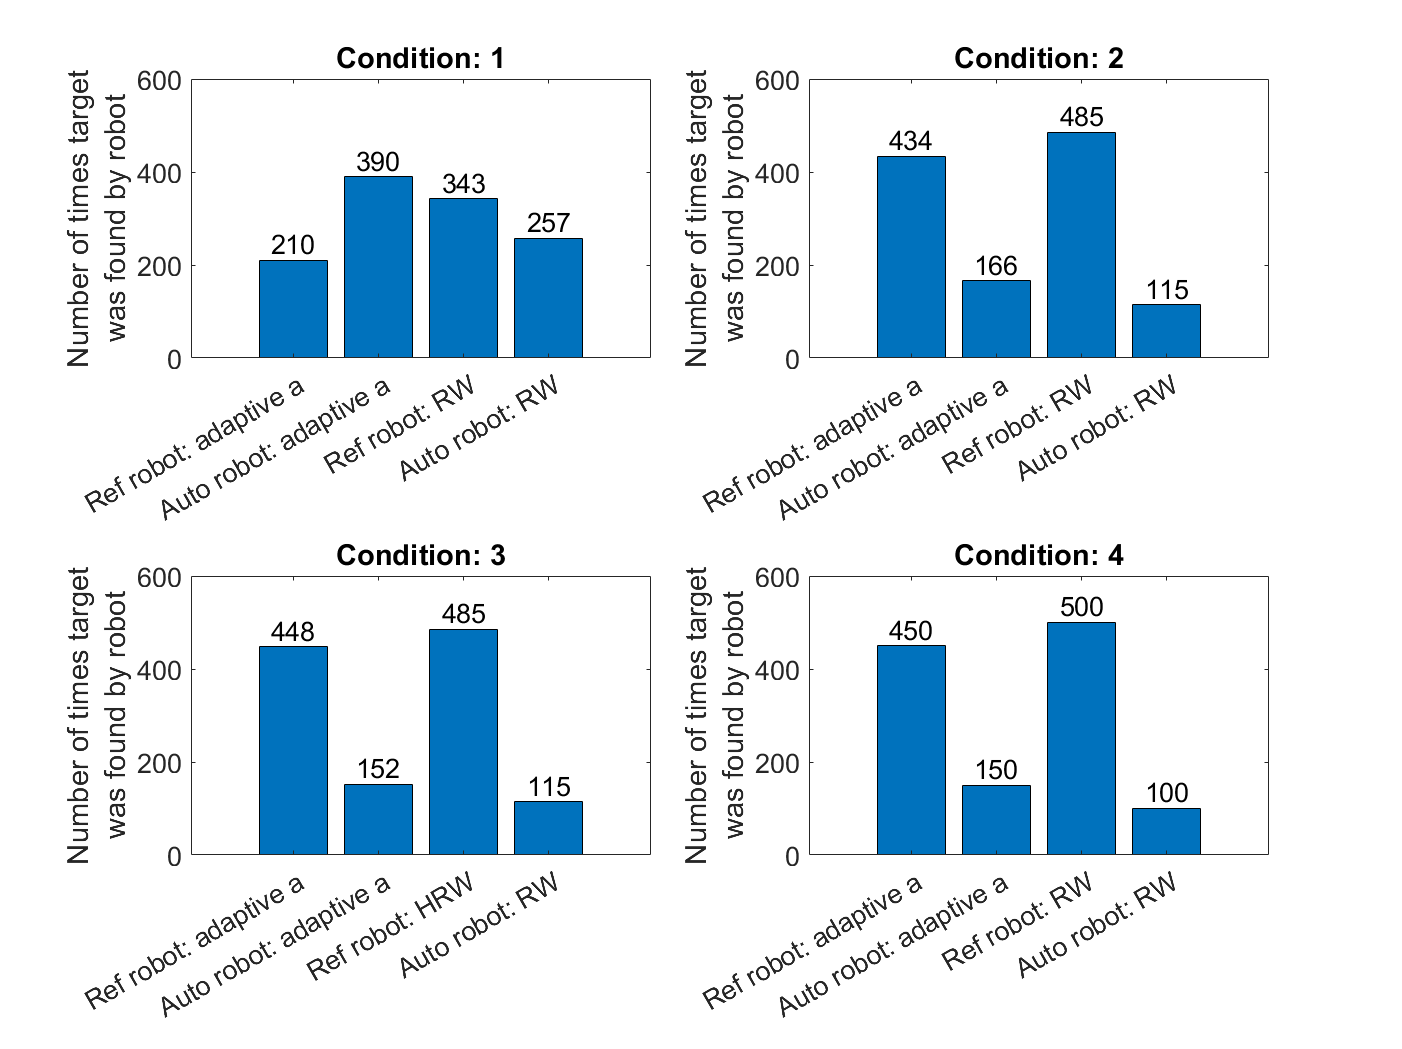 Condition: 1
Number of times target
was found by robot
600
400
200
0
210
390
343
257
Ref robot: adaptive a
Auto robot: adaptive a
Ref robot: RW
Auto robot: RW
Condition: 2
Number of times target
was found by robot
600
400
200
0
434
166
485
115
Ref robot: adaptive a
Auto robot: adaptive a
Ref robot: RW
Auto robot: RW
Condition: 3
Number of times target
was found by robot
600
400
200
0
448
152
485
115
Ref robot: adaptive a
Auto robot: adaptive a
Ref robot: HRW
Auto robot: RW
Condition: 4
Number of times target
was found by robot
600
400
200
0
450
150
500
100
Ref robot: adaptive a
Auto robot: adaptive a
Ref robot: RW
Auto robot: RW